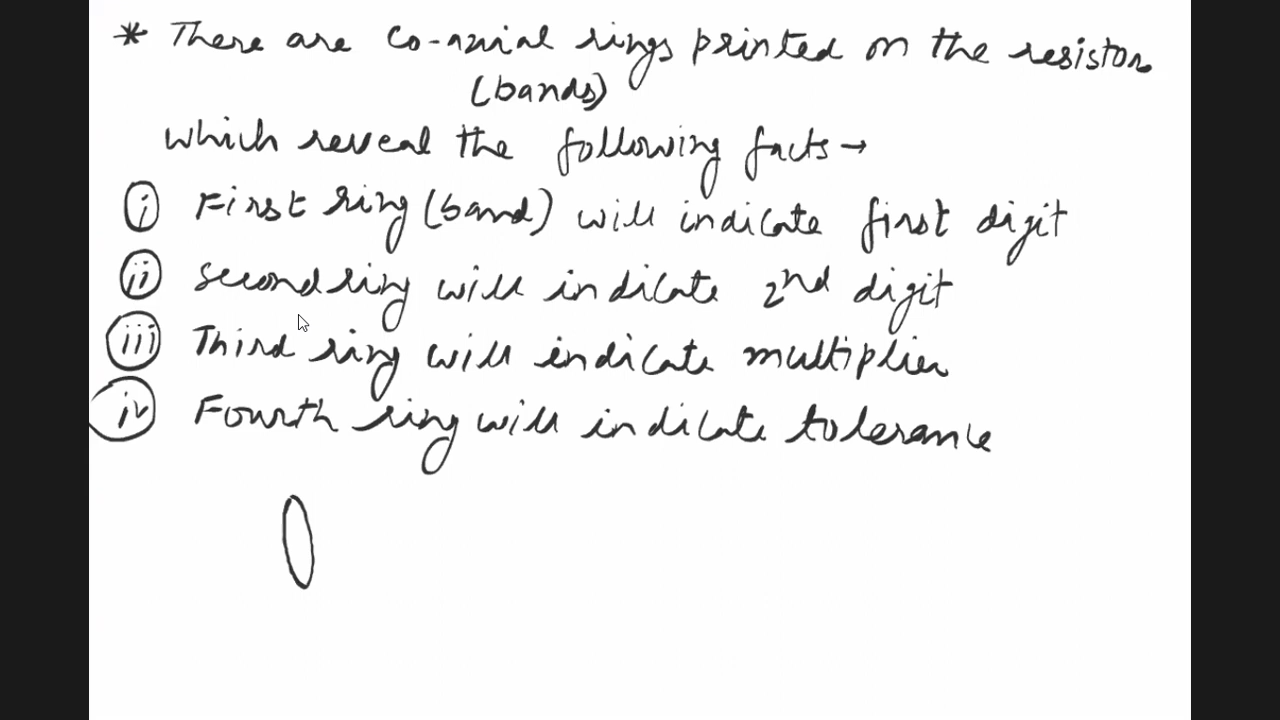 * There are co-axial rings printed on the resistor
(bands)
which reveal the following facts →
(i) First ring (band) will indicate first digit
(ii) Second ring will indicate 2nd digit
(iii) Third ring will indicate multiplier
(iv) Fourth ring will indicate tolerance